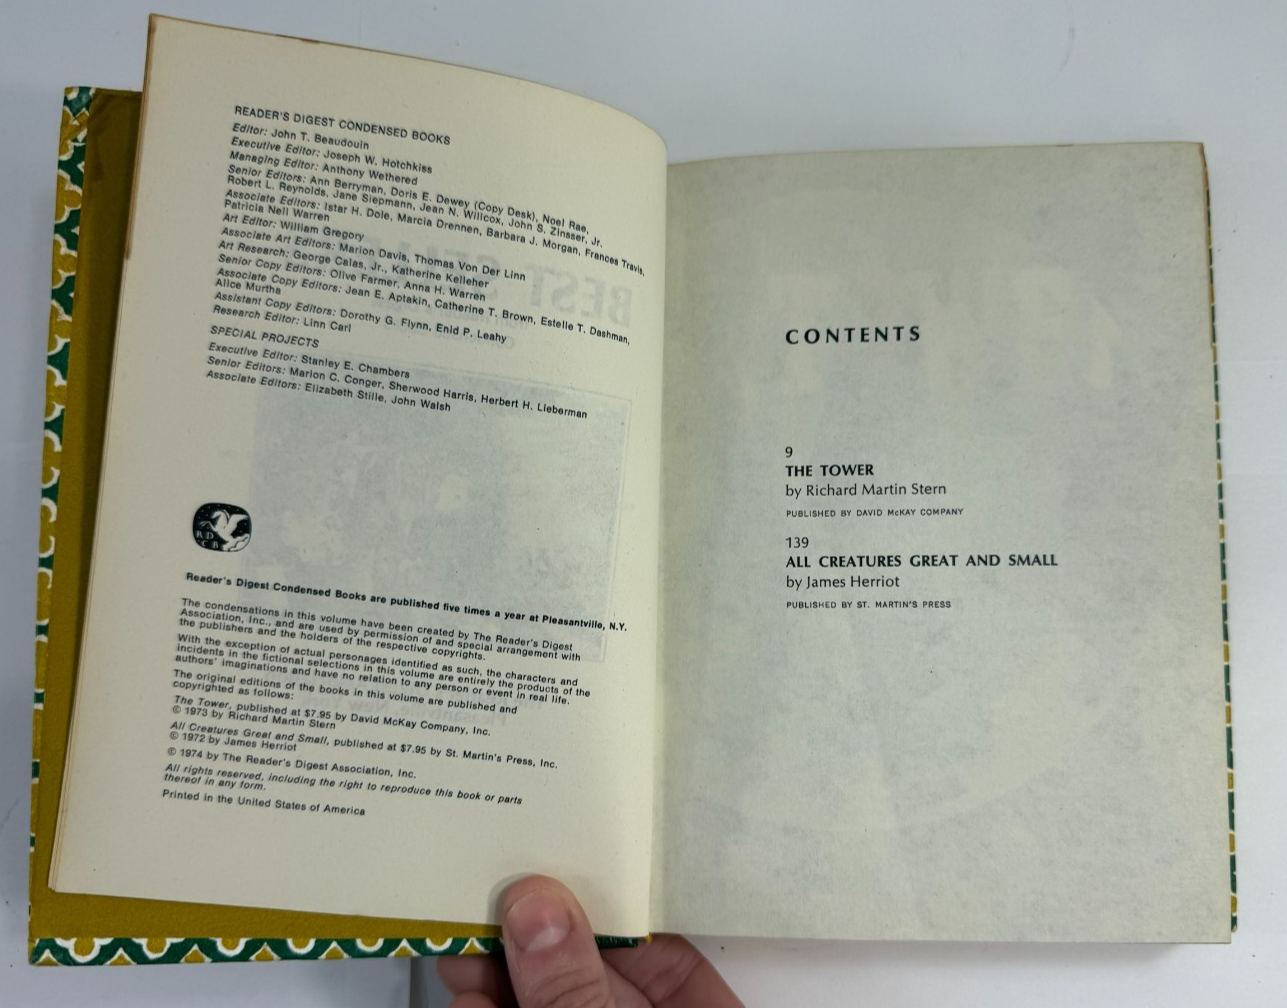 READER'S DIGEST CONDENSED BOOKS
Editor: John T. Beaudouin
Executive Editor: Joseph W. Hotchkiss
Managing Editor: Anthony Wethered
Senior Editors: Ann Berryman, Doris E. Dewey (Copy Desk), Noel Rae,
Robert L. Reynolds, Jane Siepmann, Jean N. Willcox, John S. Zinsser, Jr.
Associate Editors: Istar H. Dole, Marcia Drennen, Barbara J. Morgan, Frances Travis,
Patricia Nell Warren
Art Editor: William Gregory
Associate Art Editors: Marion Davis, Thomas Von Der Linn
Art Research: George Calas, Jr., Katherine Kelleher
Senior Copy Editors: Olive Farmer, Anna H. Warren
Associate Copy Editors: Jean E. Aptakin, Catherine T. Brown, Estelle T. Dashman,
Alice Murtha
Assistant Copy Editors: Dorothy G. Flynn, Enid P. Leahy
Research Editor: Linn Carl
SPECIAL PROJECTS
Executive Editor: Stanley E. Chambers
Senior Editors: Marion C. Conger, Sherwood Harris, Herbert H. Lieberman
Associate Editors: Elizabeth Stille, John Walsh
RD
CB
Reader's Digest Condensed Books are published five times a year at Pleasantville, N.Y.
The condensations in this volume have been created by The Reader's Digest
Association, Inc., and are used by permission of and special arrangement with
the publishers and the holders of the respective copyrights.
With the exception of actual personages identified as such, the characters and
incidents in the fictional selections in this volume are entirely the products of the
authors' imaginations and have no relation to any person or event in real life.
The original editions of the books in this volume are published and
copyrighted as follows:
The Tower, published at $7.95 by David McKay Company, Inc.
© 1973 by Richard Martin Stern
All Creatures Great and Small, published at $7.95 by St. Martin's Press, Inc.
© 1972 by James Herriot
© 1974 by The Reader's Digest Association, Inc.
All rights reserved, including the right to reproduce this book or parts
thereof in any form.
Printed in the United States of America
CONTENTS
9
THE TOWER
by Richard Martin Stern
PUBLISHED BY DAVID McKAY COMPANY
139
ALL CREATURES GREAT AND SMALL
by James Herriot
PUBLISHED BY ST. MARTIN'S PRESS